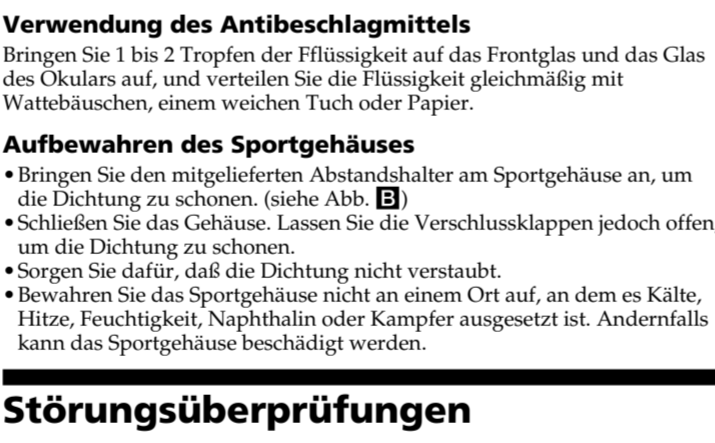 Verwendung des Antibeschlagmittels
Bringen Sie 1 bis 2 Tropfen der Fflüssigkeit auf das Frontglas und das Glas
des Okulars auf, und verteilen Sie die Flüssigkeit gleichmäßig mit
Wattebäuschen, einem weichen Tuch oder Papier.
Aufbewahren des Sportgehäuses
•Bringen Sie den mitgelieferten Abstandshalter am Sportgehäuse an, um
die Dichtung zu schonen. (siehe Abb. B)
•Schließen Sie das Gehäuse. Lassen Sie die Verschlussklappen jedoch offen
um die Dichtung zu schonen.
•Sorgen Sie dafür, daß die Dichtung nicht verstaubt.
•Bewahren Sie das Sportgehäuse nicht an einem Ort auf, an dem es Kälte,
Hitze, Feuchtigkeit, Naphthalin oder Kampfer ausgesetzt ist. Andernfalls
kann das Sportgehäuse beschädigt werden.
Störungsüberprüfungen